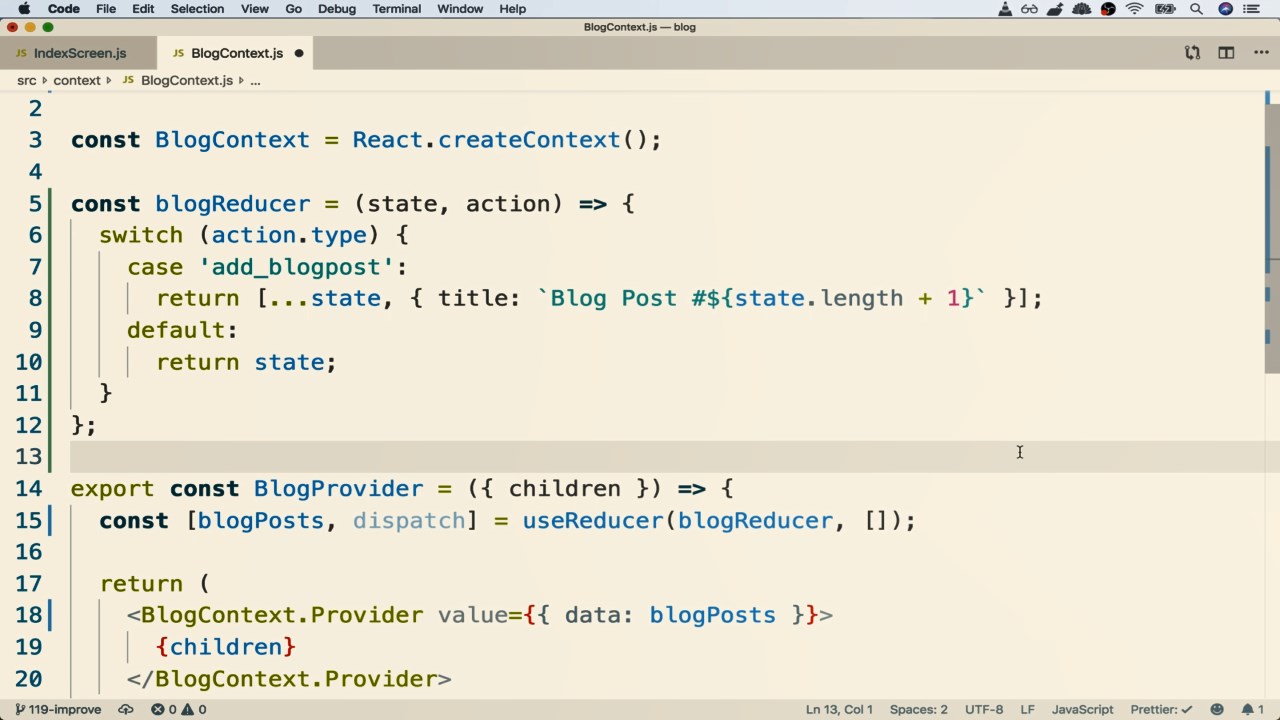 Code File Edit Selection View Go Debug Terminal Window Help
BlogContext.js — blog
JS IndexScreen.js JS BlogContext.js
src context JS BlogContext.js ...
2
3 const BlogContext = React.createContext();
4
5 const blogReducer = (state, action) => {
6 switch (action.type) {
7 case 'add_blogpost':
8 return [...state, { title: `Blog Post #${state.length + 1}` }];
9 default:
10 return state;
11 }
12 };
13
14 export const BlogProvider = ({ children }) => {
15 const [blogPosts, dispatch] = useReducer(blogReducer, []);
16
17 return (
18 <BlogContext.Provider value={{ data: blogPosts }}>
19 {children}
20 </BlogContext.Provider>
119-improve 0 0 Ln 13, Col 1 Spaces: 2 UTF-8 LF JavaScript Prettier: 1